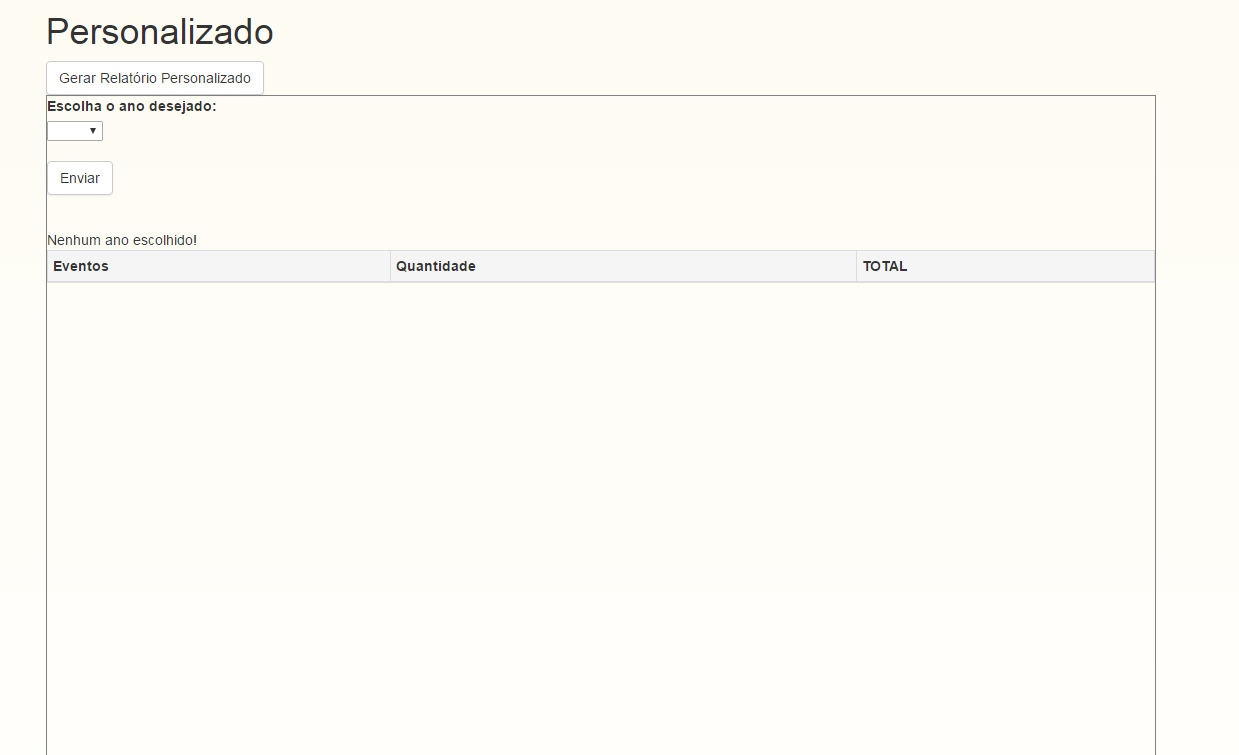 Personalizado
Gerar Relatório Personalizado
Escolha o ano desejado:
Enviar
Nenhum ano escolhido!
Eventos Quantidade TOTAL